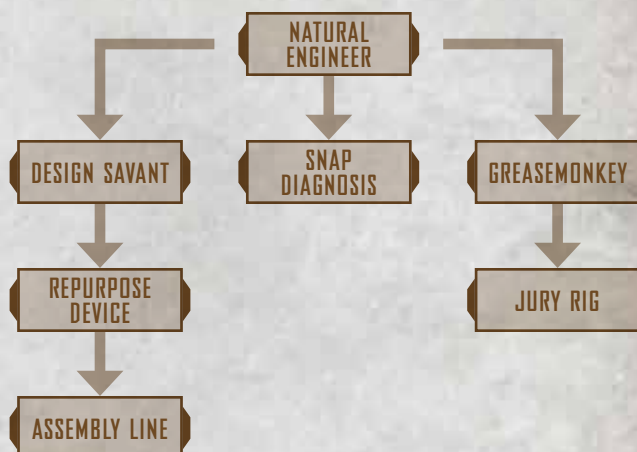 NATURAL
ENGINEER
DESIGN SAVANT
SNAP
DIAGNOSIS
GREASEMONKEY
REPURPOSE
DEVICE
JURY RIG
ASSEMBLY LINE